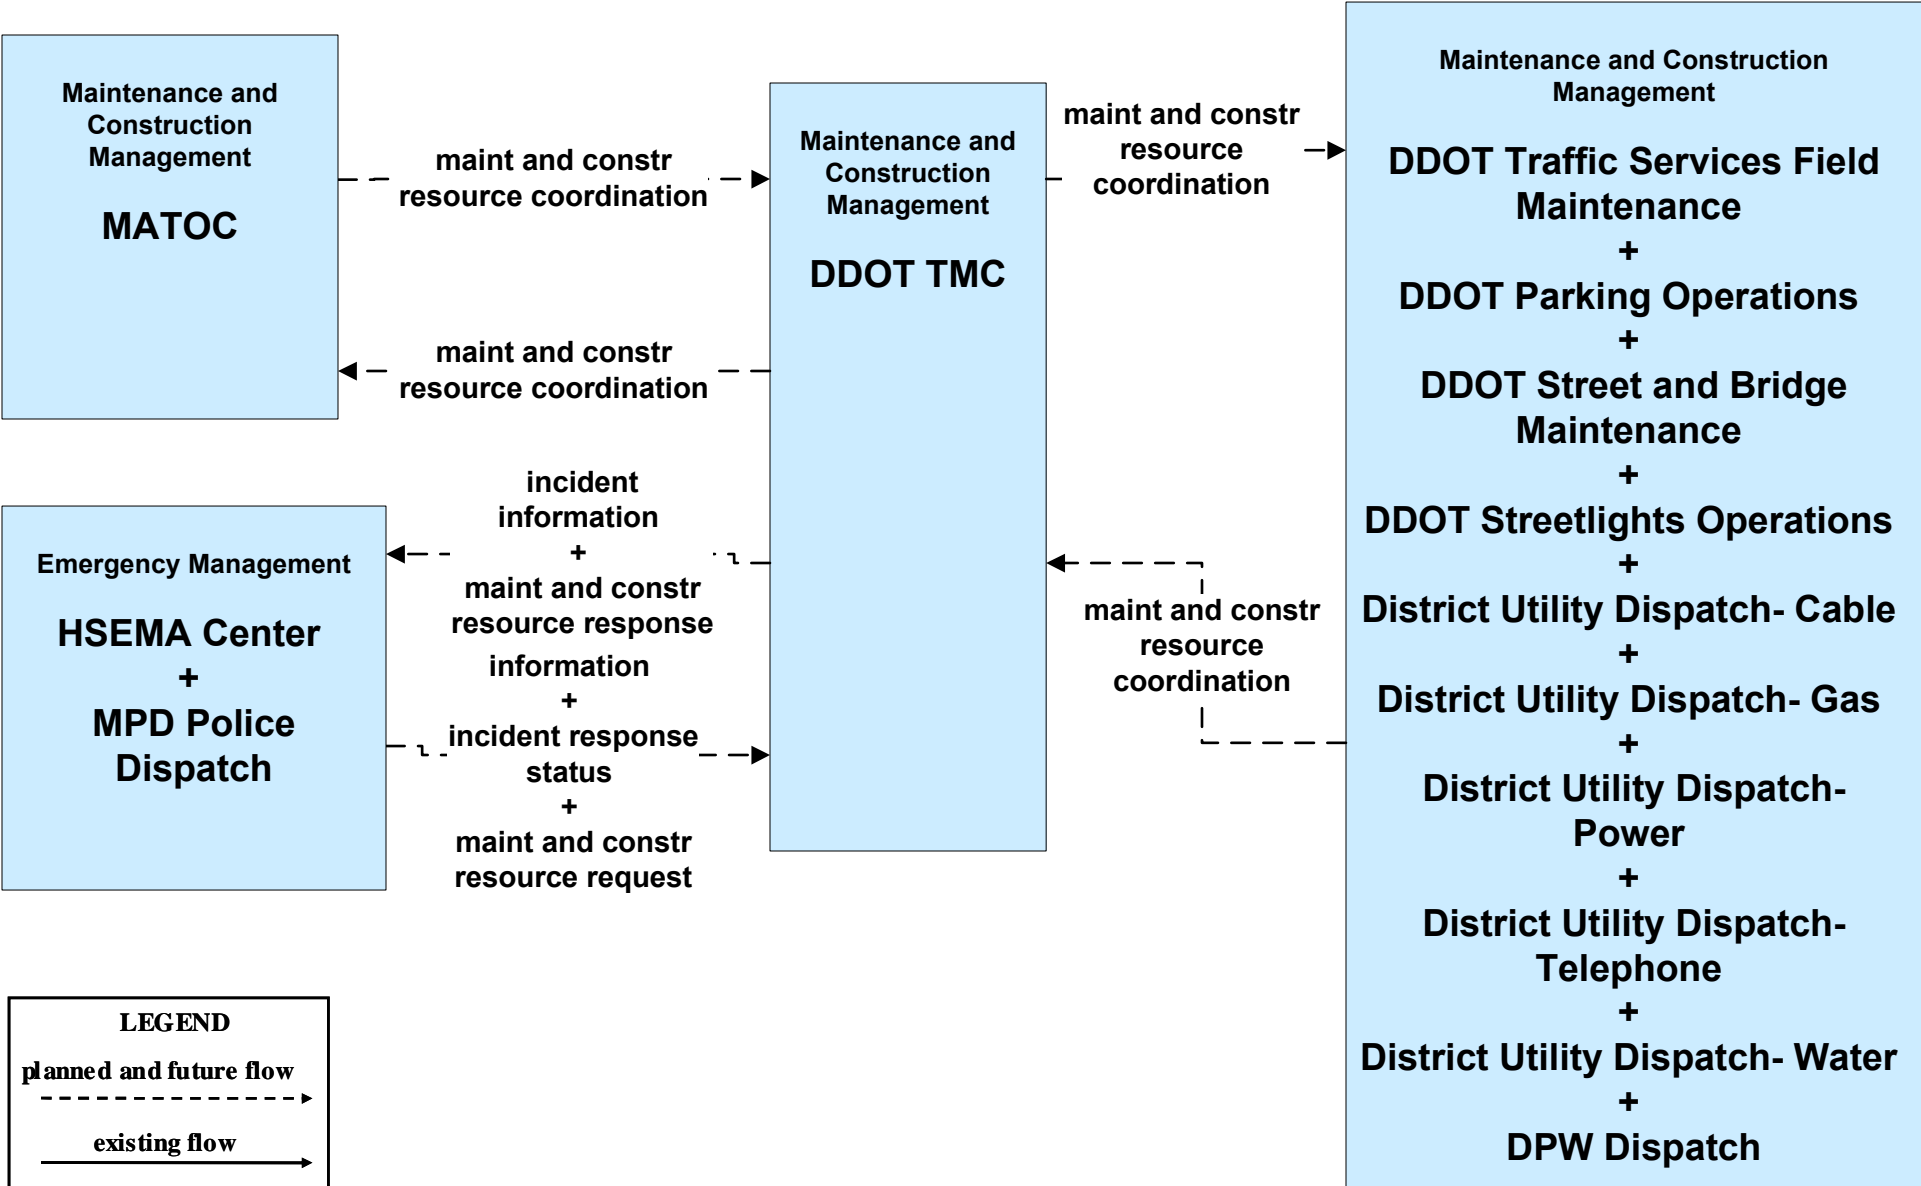 Maintenance and
Construction
Management
MATOC
maint and constr
resource coordination
maint and constr
resource coordination
Emergency Management
HSEMA Center
+
MPD Police
Dispatch
incident
information
+
maint and constr
resource response
information
+
incident response
status
+
maint and constr
resource request
Maintenance and
Construction
Management
DDOT TMC
maint and constr
resource
coordination
maint and constr
resource
coordination
Maintenance and Construction
Management
DDOT Traffic Services Field
Maintenance
+
DDOT Parking Operations
+
DDOT Street and Bridge
Maintenance
+
DDOT Streetlights Operations
+
District Utility Dispatch- Cable
+
District Utility Dispatch- Gas
+
District Utility Dispatch-
Power
+
District Utility Dispatch-
Telephone
+
District Utility Dispatch- Water
+
DPW Dispatch
LEGEND
planned and future flow
existing flow